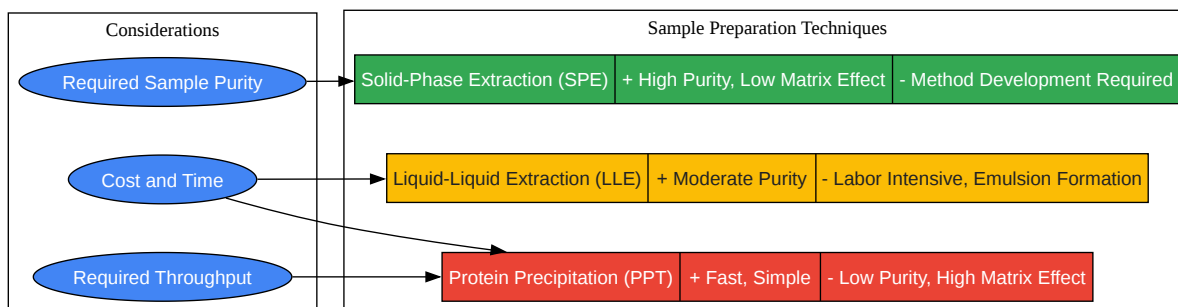 Considerations
Required Sample Purity
Cost and Time
Required Throughput
Sample Preparation Techniques
Solid-Phase Extraction (SPE)
+ High Purity, Low Matrix Effect
- Method Development Required
Liquid-Liquid Extraction (LLE)
+ Moderate Purity
- Labor Intensive, Emulsion Formation
Protein Precipitation (PPT)
+ Fast, Simple
- Low Purity, High Matrix Effect